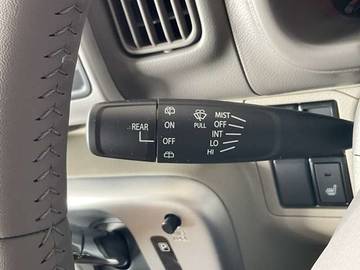 MIST
OFF
INT
LO
HI
PULL
REAR
ON
OFF